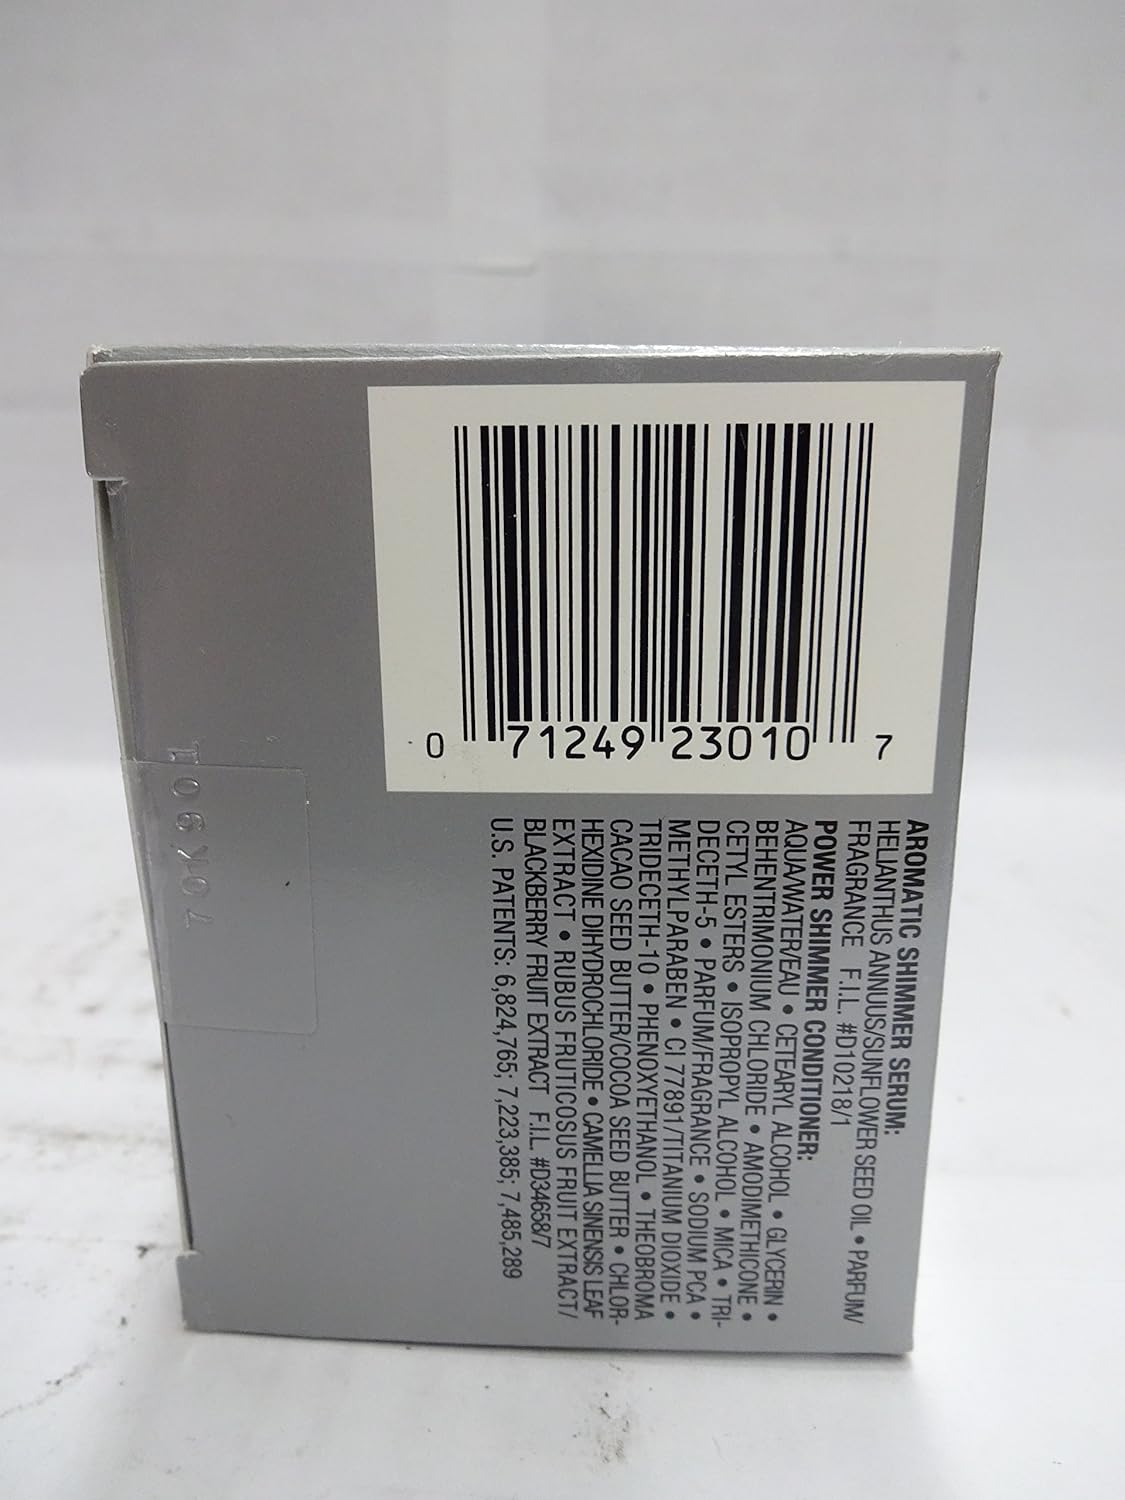 0 71249 23010 7
AROMATIC SHIMMER SERUM:
HELIANTHUS ANNUUS/SUNFLOWER SEED OIL • PARFUM/
FRAGRANCE F.I.L. #D10218/1
POWER SHIMMER CONDITIONER:
AQUA/WATER/EAU • CETEARYL ALCOHOL • GLYCERIN •
BEHENTRIMONIUM CHLORIDE • AMODIMETHICONE •
CETYL ESTERS • ISOPROPYL ALCOHOL • MICA • TRI-
DECETH-5 • PARFUM/FRAGRANCE • SODIUM PCA •
METHYLPARABEN • CI 77891/TITANIUM DIOXIDE •
TRIDECETH-10 • PHENOXYETHANOL • THEOBROMA
CACAO SEED BUTTER/COCOA SEED BUTTER • CHLOR-
HEXIDINE DIHYDROCHLORIDE • CAMELLIA SINENSIS LEAF
EXTRACT • RUBUS FRUTICOSUS FRUIT EXTRACT/
BLACKBERRY FRUIT EXTRACT F.I.L. #D34658/7
U.S. PATENTS: 6,824,765; 7,223,385; 7,485,289